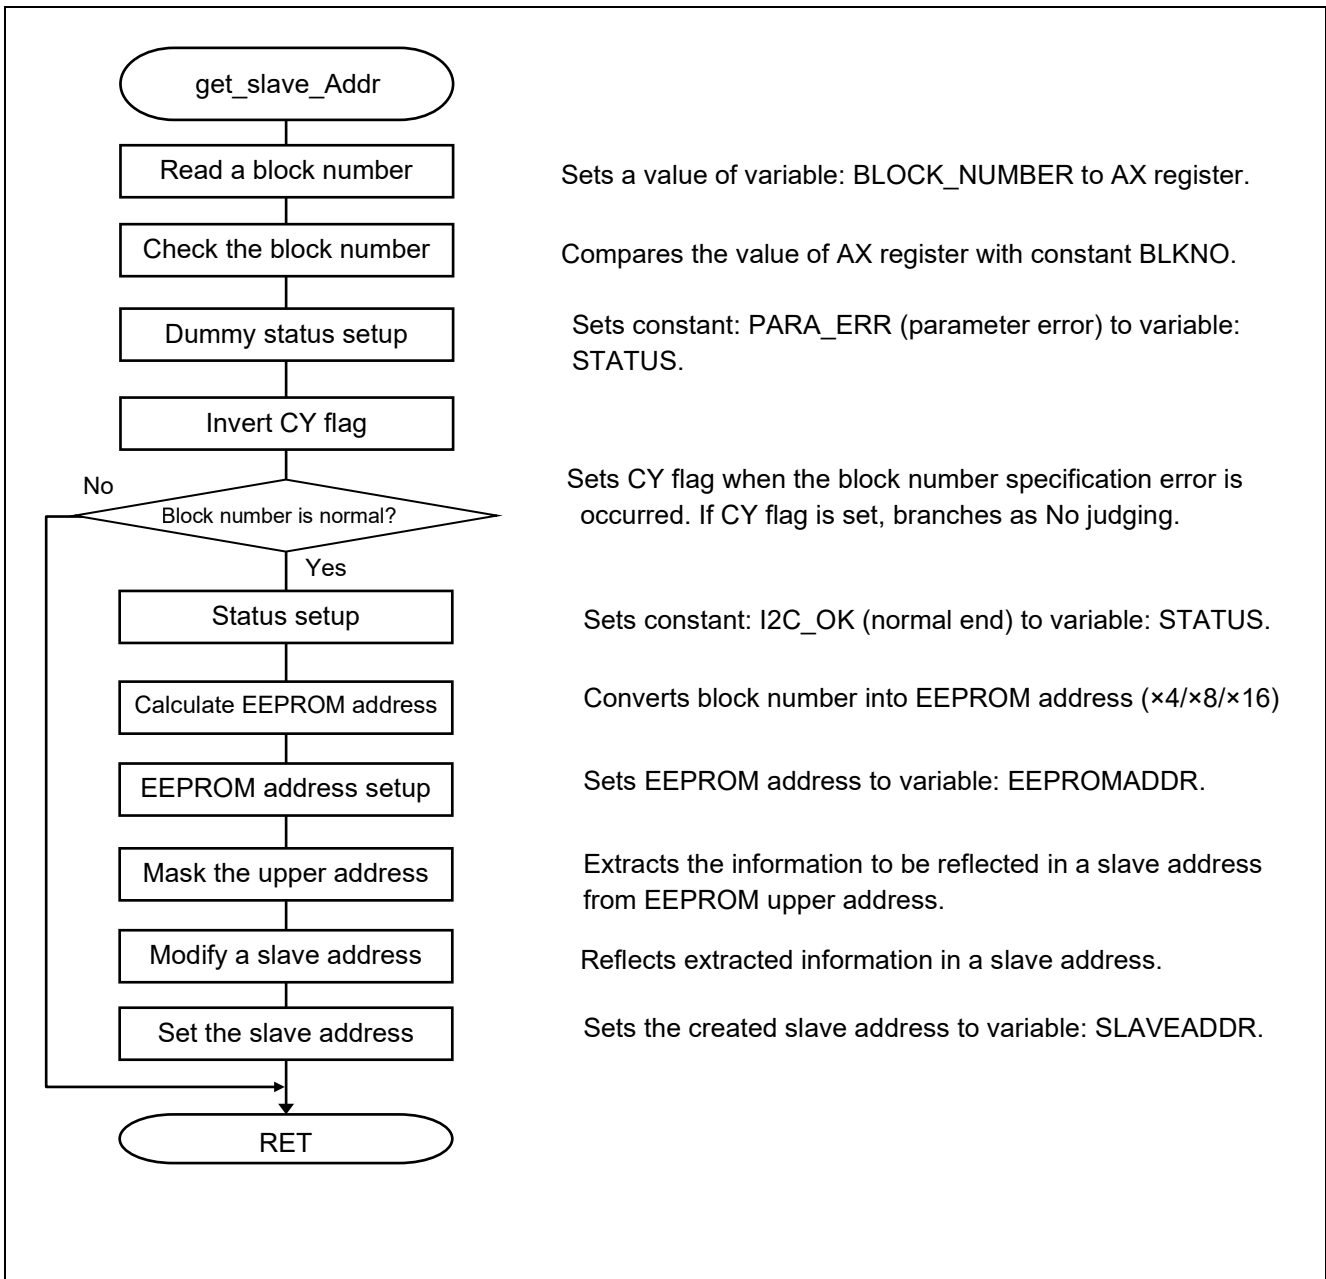 get_slave_Addr
Read a block number
Sets a value of variable: BLOCK_NUMBER to AX register.
Check the block number
Compares the value of AX register with constant BLKNO.
Dummy status setup
Sets constant: PARA_ERR (parameter error) to variable:
STATUS.
Invert CY flag
No
Block number is normal?
Sets CY flag when the block number specification error is
occurred. If CY flag is set, branches as No judging.
Yes
Status setup
Sets constant: I2C_OK (normal end) to variable: STATUS.
Calculate EEPROM address
Converts block number into EEPROM address (×4/×8/×16)
EEPROM address setup
Sets EEPROM address to variable: EEPROMADDR.
Mask the upper address
Extracts the information to be reflected in a slave address
from EEPROM upper address.
Modify a slave address
Reflects extracted information in a slave address.
Set the slave address
Sets the created slave address to variable: SLAVEADDR.
RET